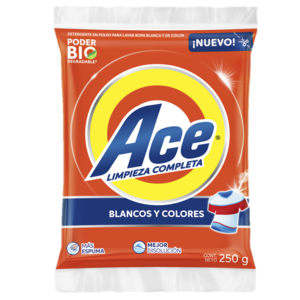 DETERGENTE EN POLVO PARA LAVAR ROPA BLANCA Y DE COLOR
PODER
BIO
DEGRADABLE*
¡NUEVO!
Ace
LIMPIEZA COMPLETA
BLANCOS Y COLORES
MÁS
ESPUMA
MEJOR
DISOLUCIÓN
CONT.
NETO 250 g